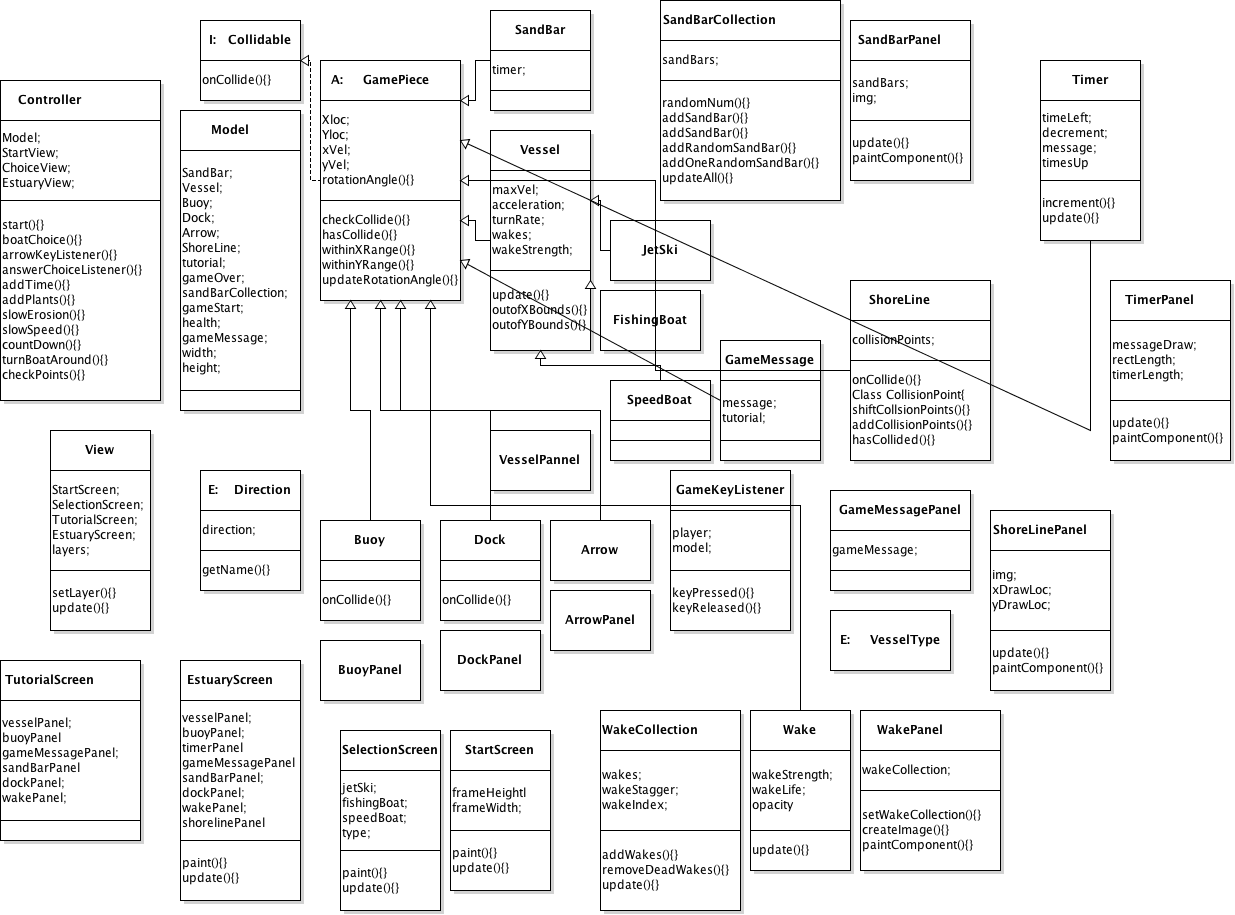 I: Collidable
onCollide(){}
Controller
Model;
StartView;
ChoiceView;
EstuaryView;
start(){}
boatChoice(){}
arrowKeyListener(){}
answerChoiceListener(){}
addTime(){}
addPlants(){}
slowErosion(){}
slowSpeed(){}
countDown(){}
turnBoatAround(){}
checkPoints(){}
Model
SandBar;
Vessel;
Buoy;
Dock;
Arrow;
ShoreLine;
tutorial;
gameOver;
sandBarCollection;
gameStart;
health;
gameMessage;
width;
height;
A: GamePiece
Xloc;
Yloc;
xVel;
yVel;
rotationAngle(){}
checkCollide(){}
hasCollide(){}
withinXRange(){}
withinYRange(){}
updateRotationAngle(){}
SandBar
timer;
Vessel
maxVel;
acceleration;
turnRate;
wakes;
wakeStrength;
update(){}
outofXBounds(){}
outofYBounds(){}
SandBarCollection
sandBars;
randomNum(){}
addSandBar(){}
addSandBar(){}
addRandomSandBar(){}
addOneRandomSandBar(){}
updateAll(){}
SandBarPanel
sandBars;
img;
update(){}
paintComponent(){}
Timer
timeLeft;
decrement;
message;
timesUp
increment(){}
update(){}
JetSki
FishingBoat
SpeedBoat
GameMessage
message;
tutorial;
ShoreLine
collisionPoints;
onCollide(){}
Class CollisionPoint{
shiftCollsionPoints(){}
addCollisionPoints(){}
hasCollided(){}
TimerPanel
messageDraw;
rectLength;
timerLength;
update(){}
paintComponent(){}
View
StartScreen;
SelectionScreen;
TutorialScreen;
EstuaryScreen;
layers;
setLayer(){}
update(){}
E: Direction
direction;
getName(){}
VesselPannel
Buoy
onCollide(){}
Dock
onCollide(){}
Arrow
GameKeyListener
player;
model;
keyPressed(){}
keyReleased(){}
GameMessagePanel
gameMessage;
ShoreLinePanel
img;
xDrawLoc;
yDrawLoc;
update(){}
paintComponent(){}
BuoyPanel
DockPanel
ArrowPanel
E: VesselType
TutorialScreen
vesselPanel;
buoyPanel
gameMessagePanel;
sandBarPanel
dockPanel;
wakePanel;
EstuaryScreen
vesselPanel;
buoyPanel;
timerPanel
gameMessagePanel
sandBarPanel;
dockPanel;
wakePanel;
shorelinePanel
paint(){}
update(){}
SelectionScreen
jetSki;
fishingBoat;
speedBoat;
type;
paint(){}
update(){}
StartScreen
frameHeightl
frameWidth;
paint(){}
update(){}
WakeCollection
wakes;
wakeStagger;
wakeIndex;
addWakes(){}
removeDeadWakes(){}
update(){}
Wake
wakeStrength;
wakeLife;
opacity
update(){}
WakePanel
wakeCollection;
setWakeCollection(){}
createImage(){}
paintComponent(){}